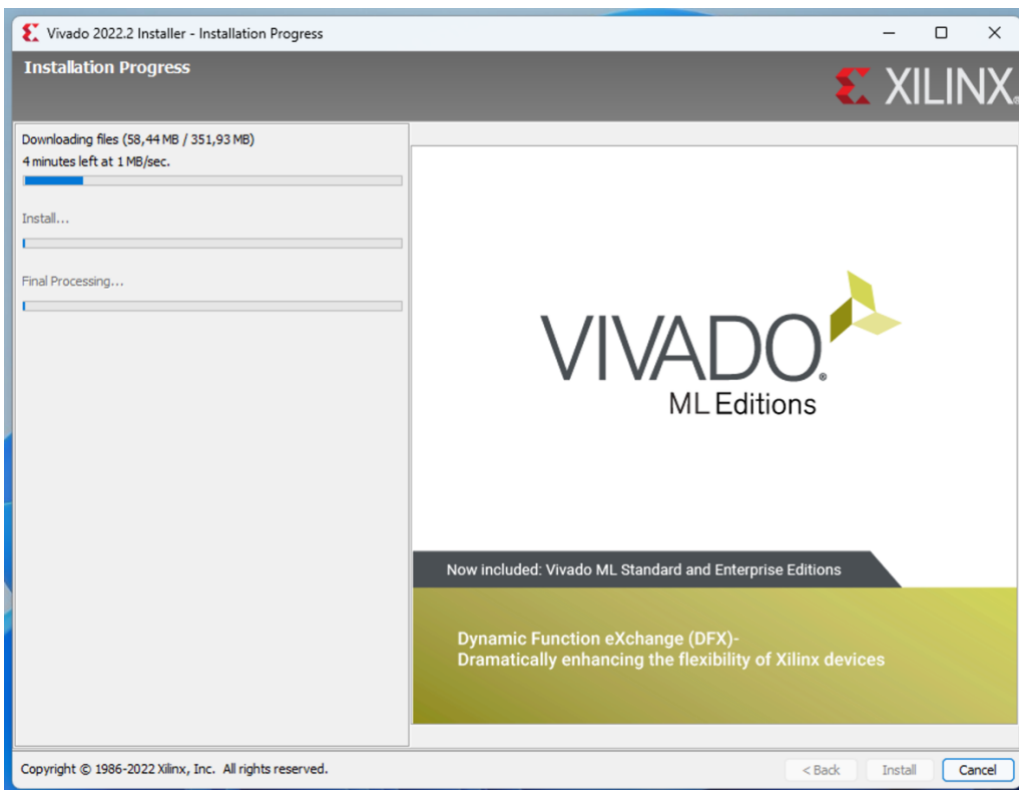 Vivado 2022.2 Installer - Installation Progress
Installation Progress
XILINX®
Downloading files (58,44 MB / 351,93 MB)
4 minutes left at 1 MB/sec.
Install...
Final Processing...
VIVADO®
ML Editions
Now included: Vivado ML Standard and Enterprise Editions
Dynamic Function eXchange (DFX)-
Dramatically enhancing the flexibility of Xilinx devices
Copyright © 1986-2022 Xilinx, Inc. All rights reserved.
< Back Install Cancel